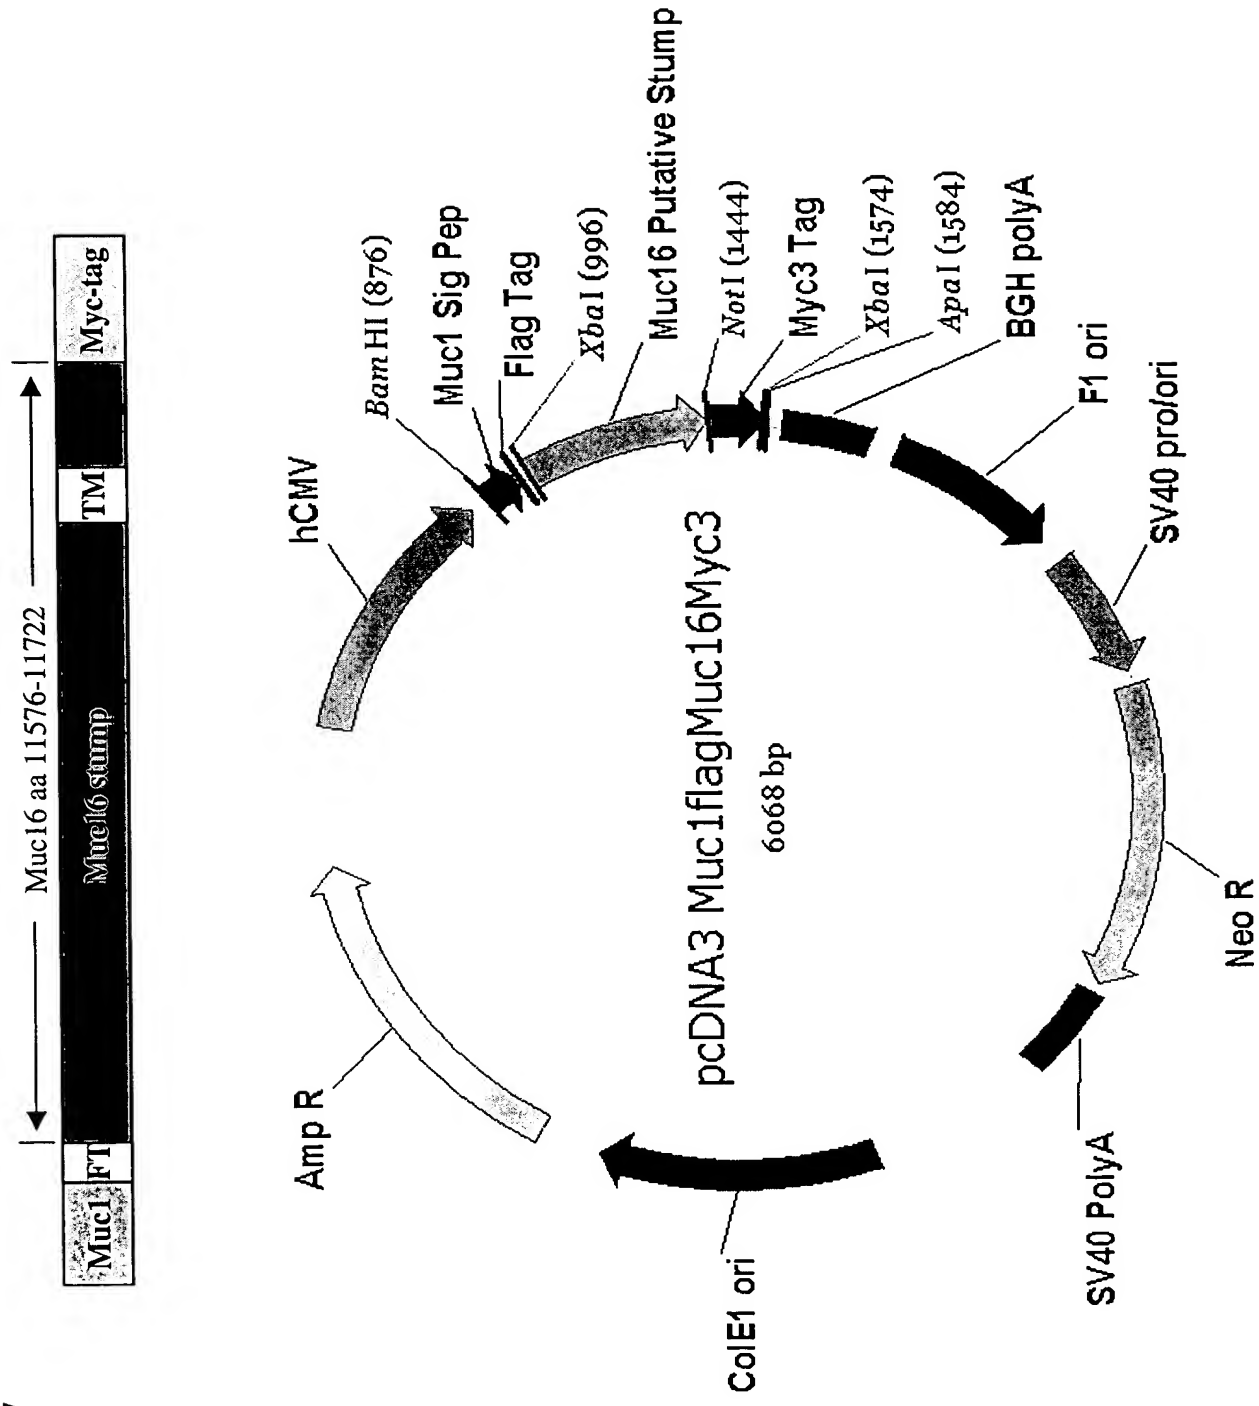 Muc16 aa 11576-11722
Muc1
FT
Muc16 stump
TM
Myc-tag
hCMV
BamHI (876)
Muc1 Sig Pep
Flag Tag
XbaI (996)
Muc16 Putative Stump
NotI (1444)
Myc3 Tag
XbaI (1574)
ApaI (1584)
BGH polyA
F1 ori
SV40 pro/ori
Neo R
SV40 PolyA
ColE1 ori
Amp R
pcDNA3 Muc1flagMuc16Myc3
6068 bp